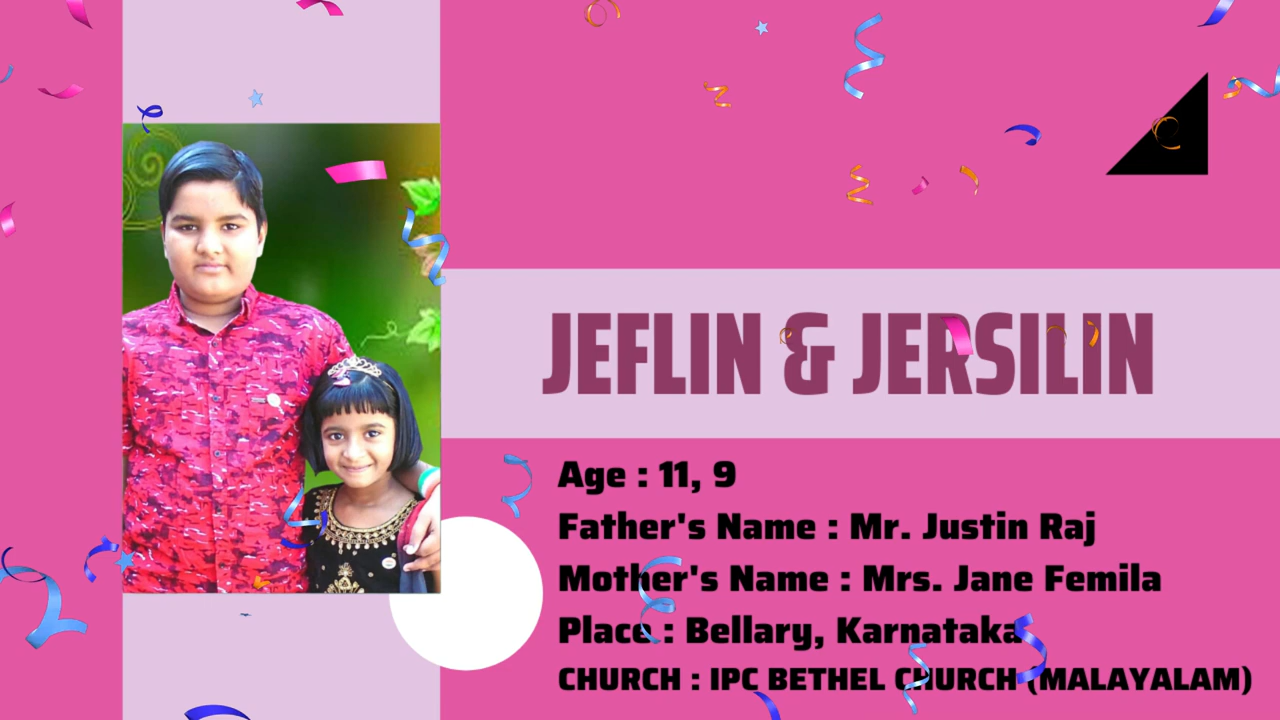 JEFLIN & JERSILIN
Age : 11, 9
Father's Name : Mr. Justin Raj
Mother's Name : Mrs. Jane Femila
Place : Bellary, Karnataka
CHURCH : IPC BETHEL CHURCH (MALAYALAM)